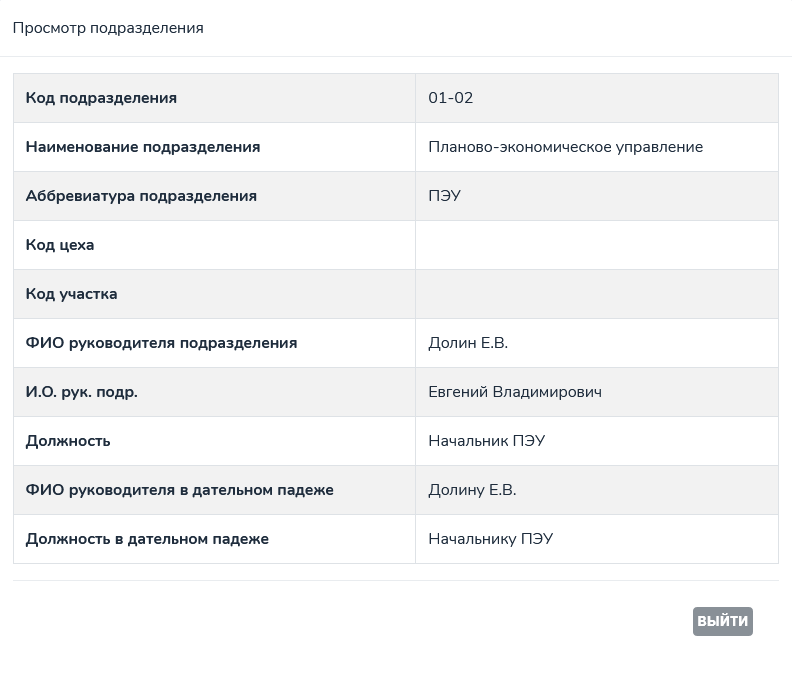 Просмотр подразделения
Код подразделения 01-02
Наименование подразделения Планово-экономическое управление
Аббревиатура подразделения ПЭУ
Код цеха
Код участка
ФИО руководителя подразделения Долин Е.В.
И.О. рук. подр. Евгений Владимирович
Должность Начальник ПЭУ
ФИО руководителя в дательном падеже Долину Е.В.
Должность в дательном падеже Начальнику ПЭУ
ВЫЙТИ